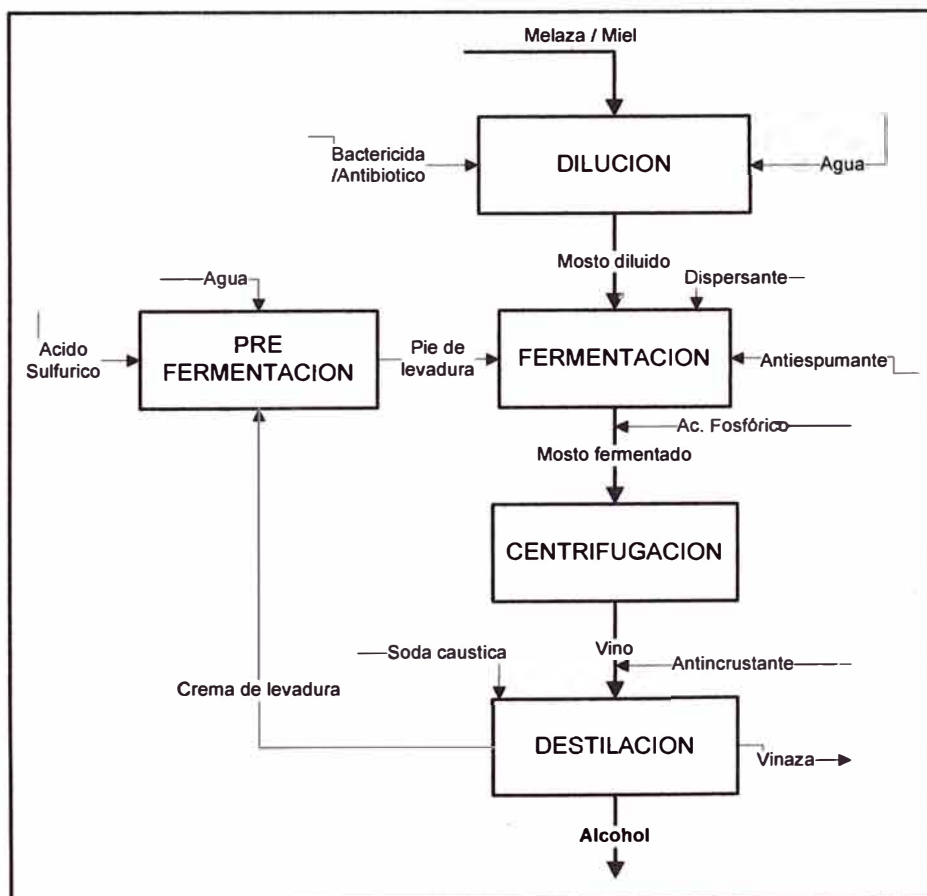 Melaza / Miel
Bactericida
/Antibiotico
DILUCION
Agua
Mosto diluido
Dispersante
Agua
Acido
Sulfurico
PRE
FERMENTACION
Pie de
levadura
FERMENTACION
Antiespumante
Ac. Fosfórico
Mosto fermentado
CENTRIFUGACION
Vino
Soda caustica
Antincrustante
Crema de levadura
DESTILACION
Vinaza
Alcohol